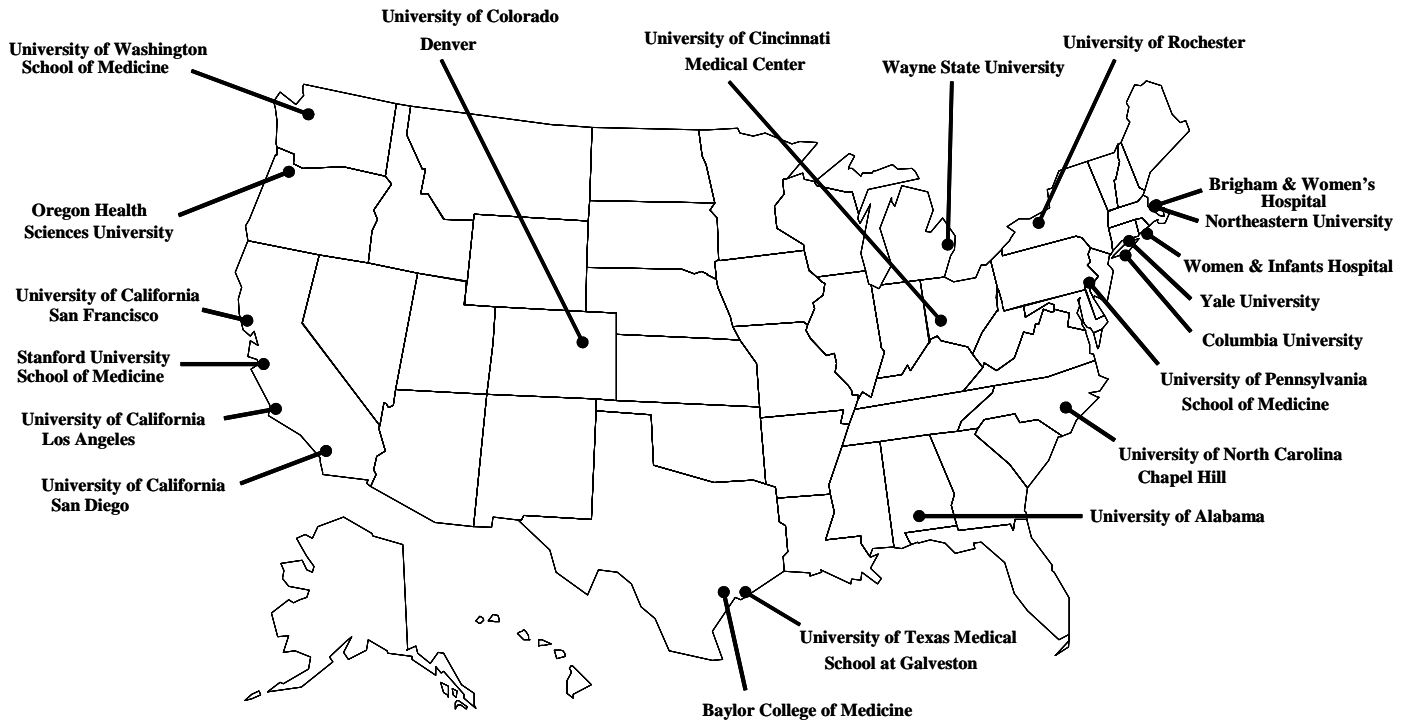 University of Colorado
Denver
University of Washington
School of Medicine
University of Cincinnati
Medical Center
Wayne State University
University of Rochester
Oregon Health
Sciences University
Brigham & Women’s
Hospital
Northeastern University
Women & Infants Hospital
Yale University
Columbia University
University of California
San Francisco
Stanford University
School of Medicine
University of California
Los Angeles
University of California
San Diego
University of Pennsylvania
School of Medicine
University of North Carolina
Chapel Hill
University of Alabama
University of Texas Medical
School at Galveston
Baylor College of Medicine